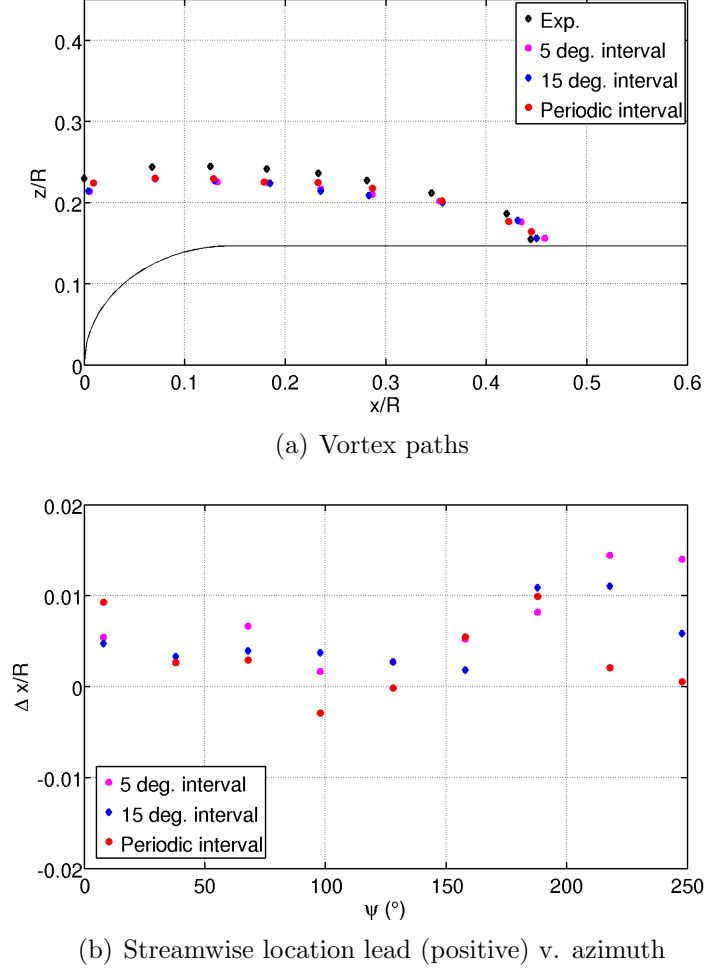 0.4
0.3
0.2
0.1
0
z/R
Exp.
5 deg. interval
15 deg. interval
Periodic interval
0 0.1 0.2 0.3 0.4 0.5 0.6
x/R
(a) Vortex paths
0.02
0.01
0
-0.01
-0.02
Δ x/R
5 deg. interval
15 deg. interval
Periodic interval
0 50 100 150 200 250
ψ (°)
(b) Streamwise location lead (positive) v. azimuth